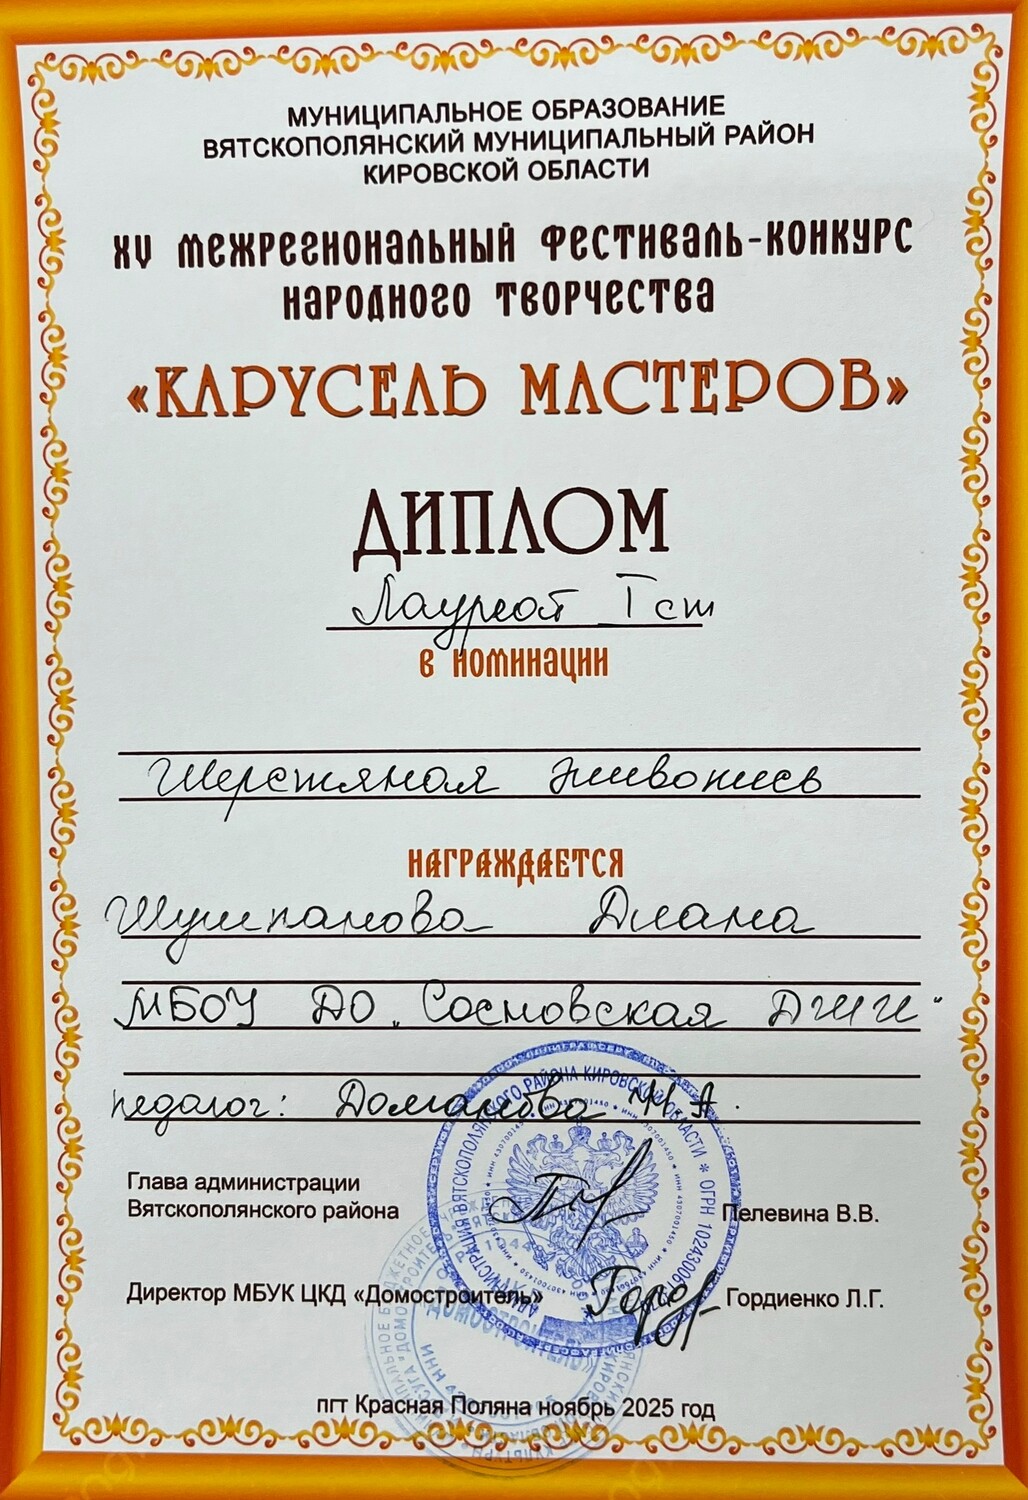 МУНИЦИПАЛЬНОЕ ОБРАЗОВАНИЕ
ВЯТСКОПОЛЯНСКИЙ МУНИЦИПАЛЬНЫЙ РАЙОН
КИРОВСКОЙ ОБЛАСТИ
XV МЕЖРЕГИОНАЛЬНЫЙ ФЕСТИВАЛЬ-КОНКУРС
НАРОДНОГО ТВОРЧЕСТВА
«КАРУСЕЛЬ МАСТЕРОВ»
ДИПЛОМ
Лауреат I ст
в номинации
Шерстяная живопись
НАГРАЖДАЕТСЯ
Шушпанова Диана
МБОУ ДО „Сосновская ДШИ"
педагог: Доманова М.А.
Глава администрации
Вятскополянского района
Пелевина В.В.
Директор МБУК ЦКД «Домостроитель»
Гордиенко Л.Г.
пгт Красная Поляна ноябрь 2025 год